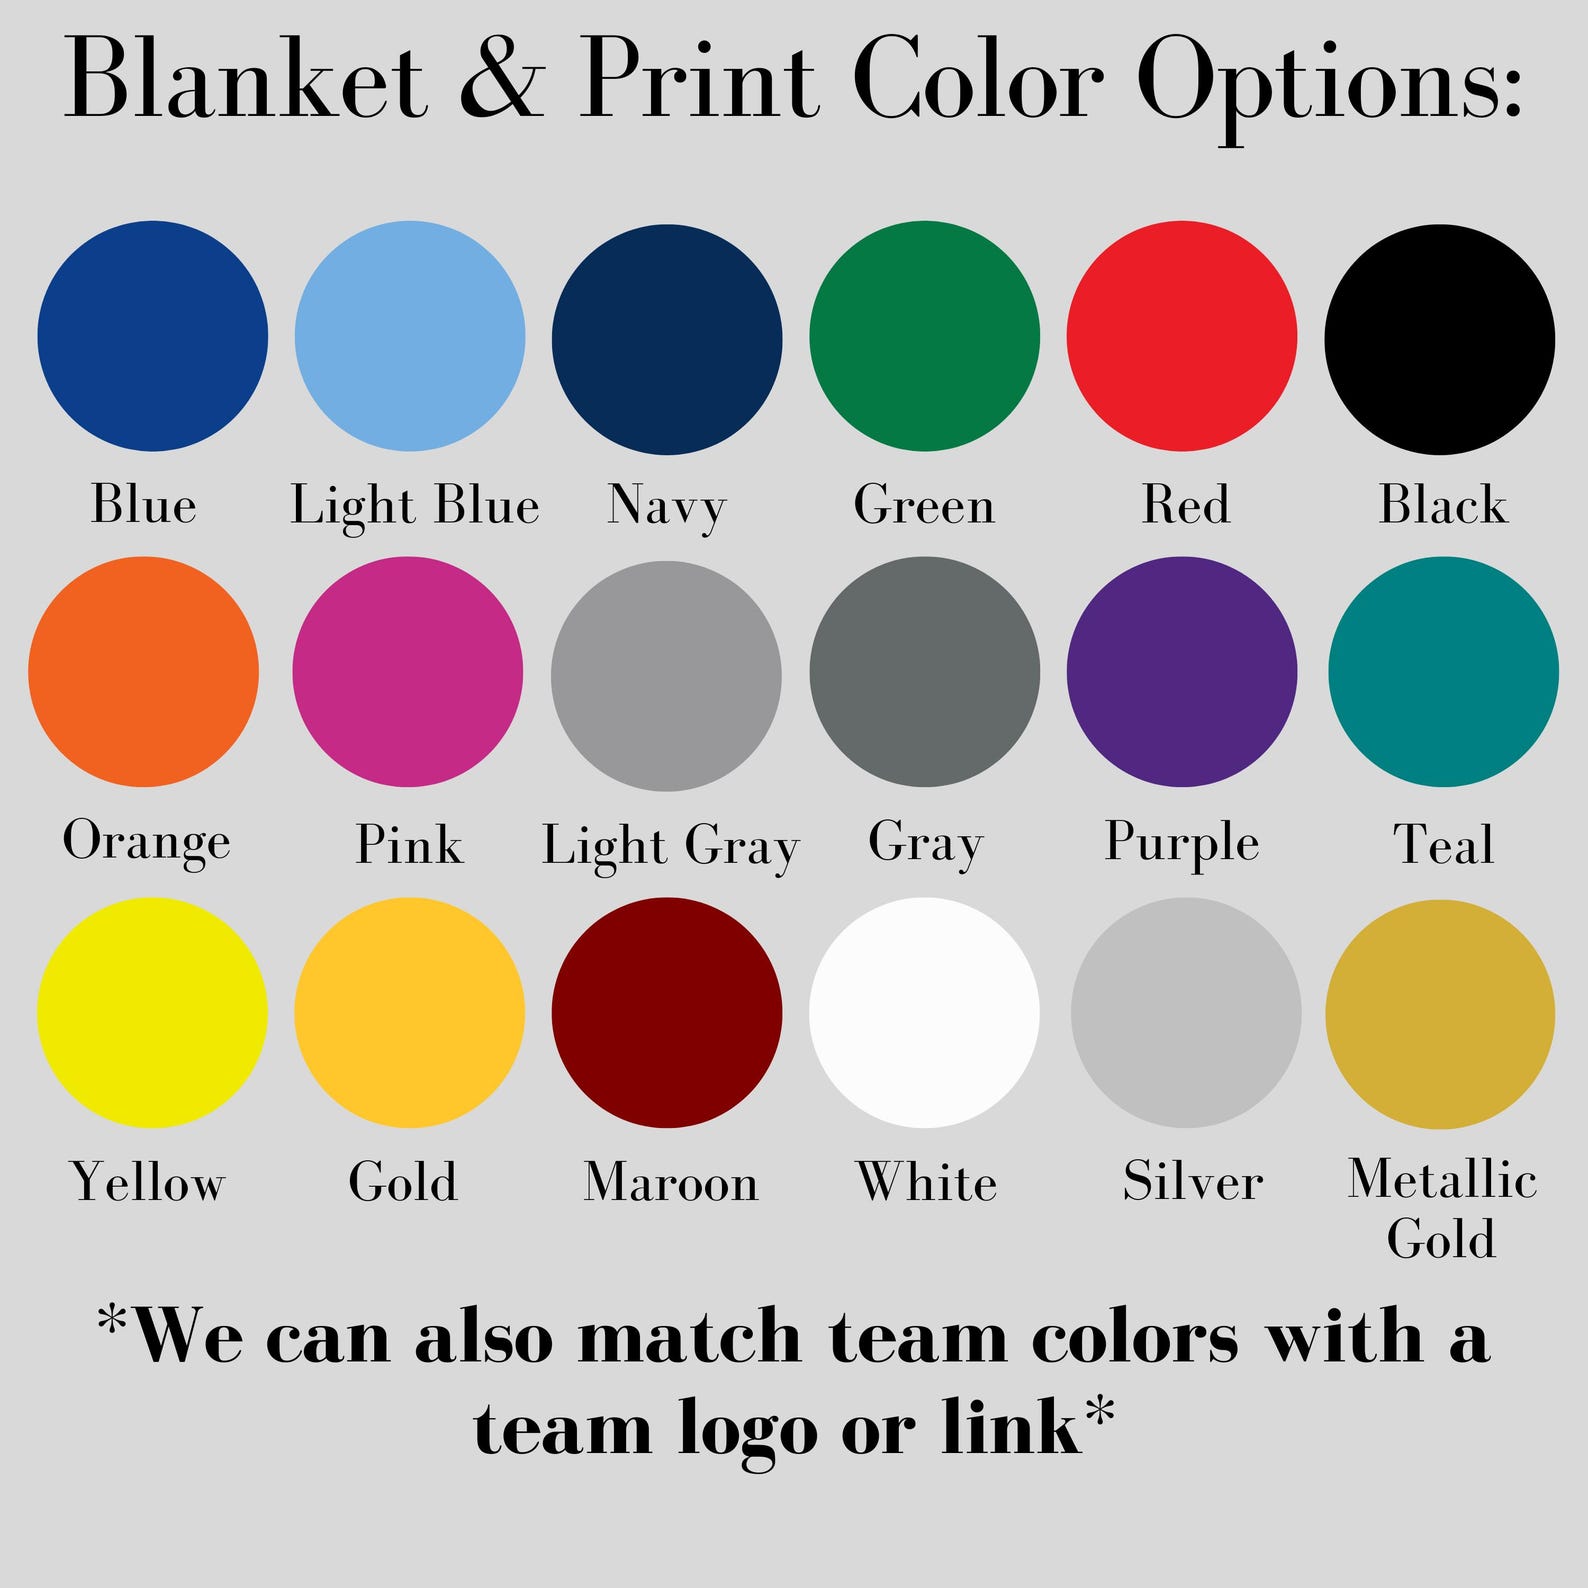 Blanket & Print Color Options:
Blue Light Blue Navy Green Red Black
Orange Pink Light Gray Gray Purple Teal
Yellow Gold Maroon White Silver Metallic
Gold
*We can also match team colors with a
team logo or link*